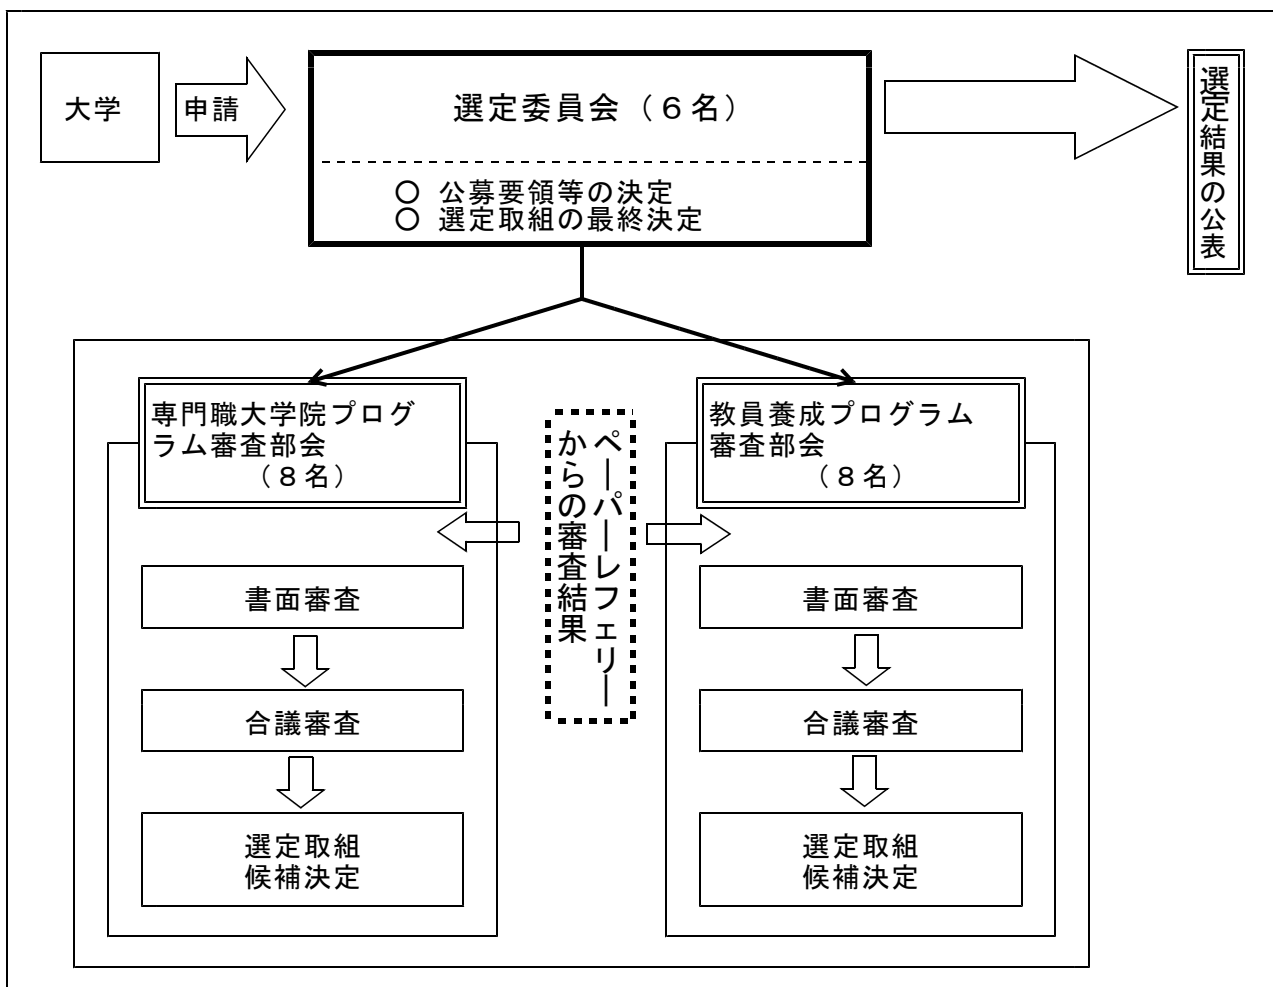 大学
申請
選定委員会（６名）
○ 公募要領等の決定
○ 選定取組の最終決定
選定結果の公表
専門職大学院プログ
ラム審査部会
（８名）
書面審査
合議審査
選定取組
候補決定
ペーパーレフェリー
からの審査結果
教員養成プログラム
審査部会
（８名）
書面審査
合議審査
選定取組
候補決定